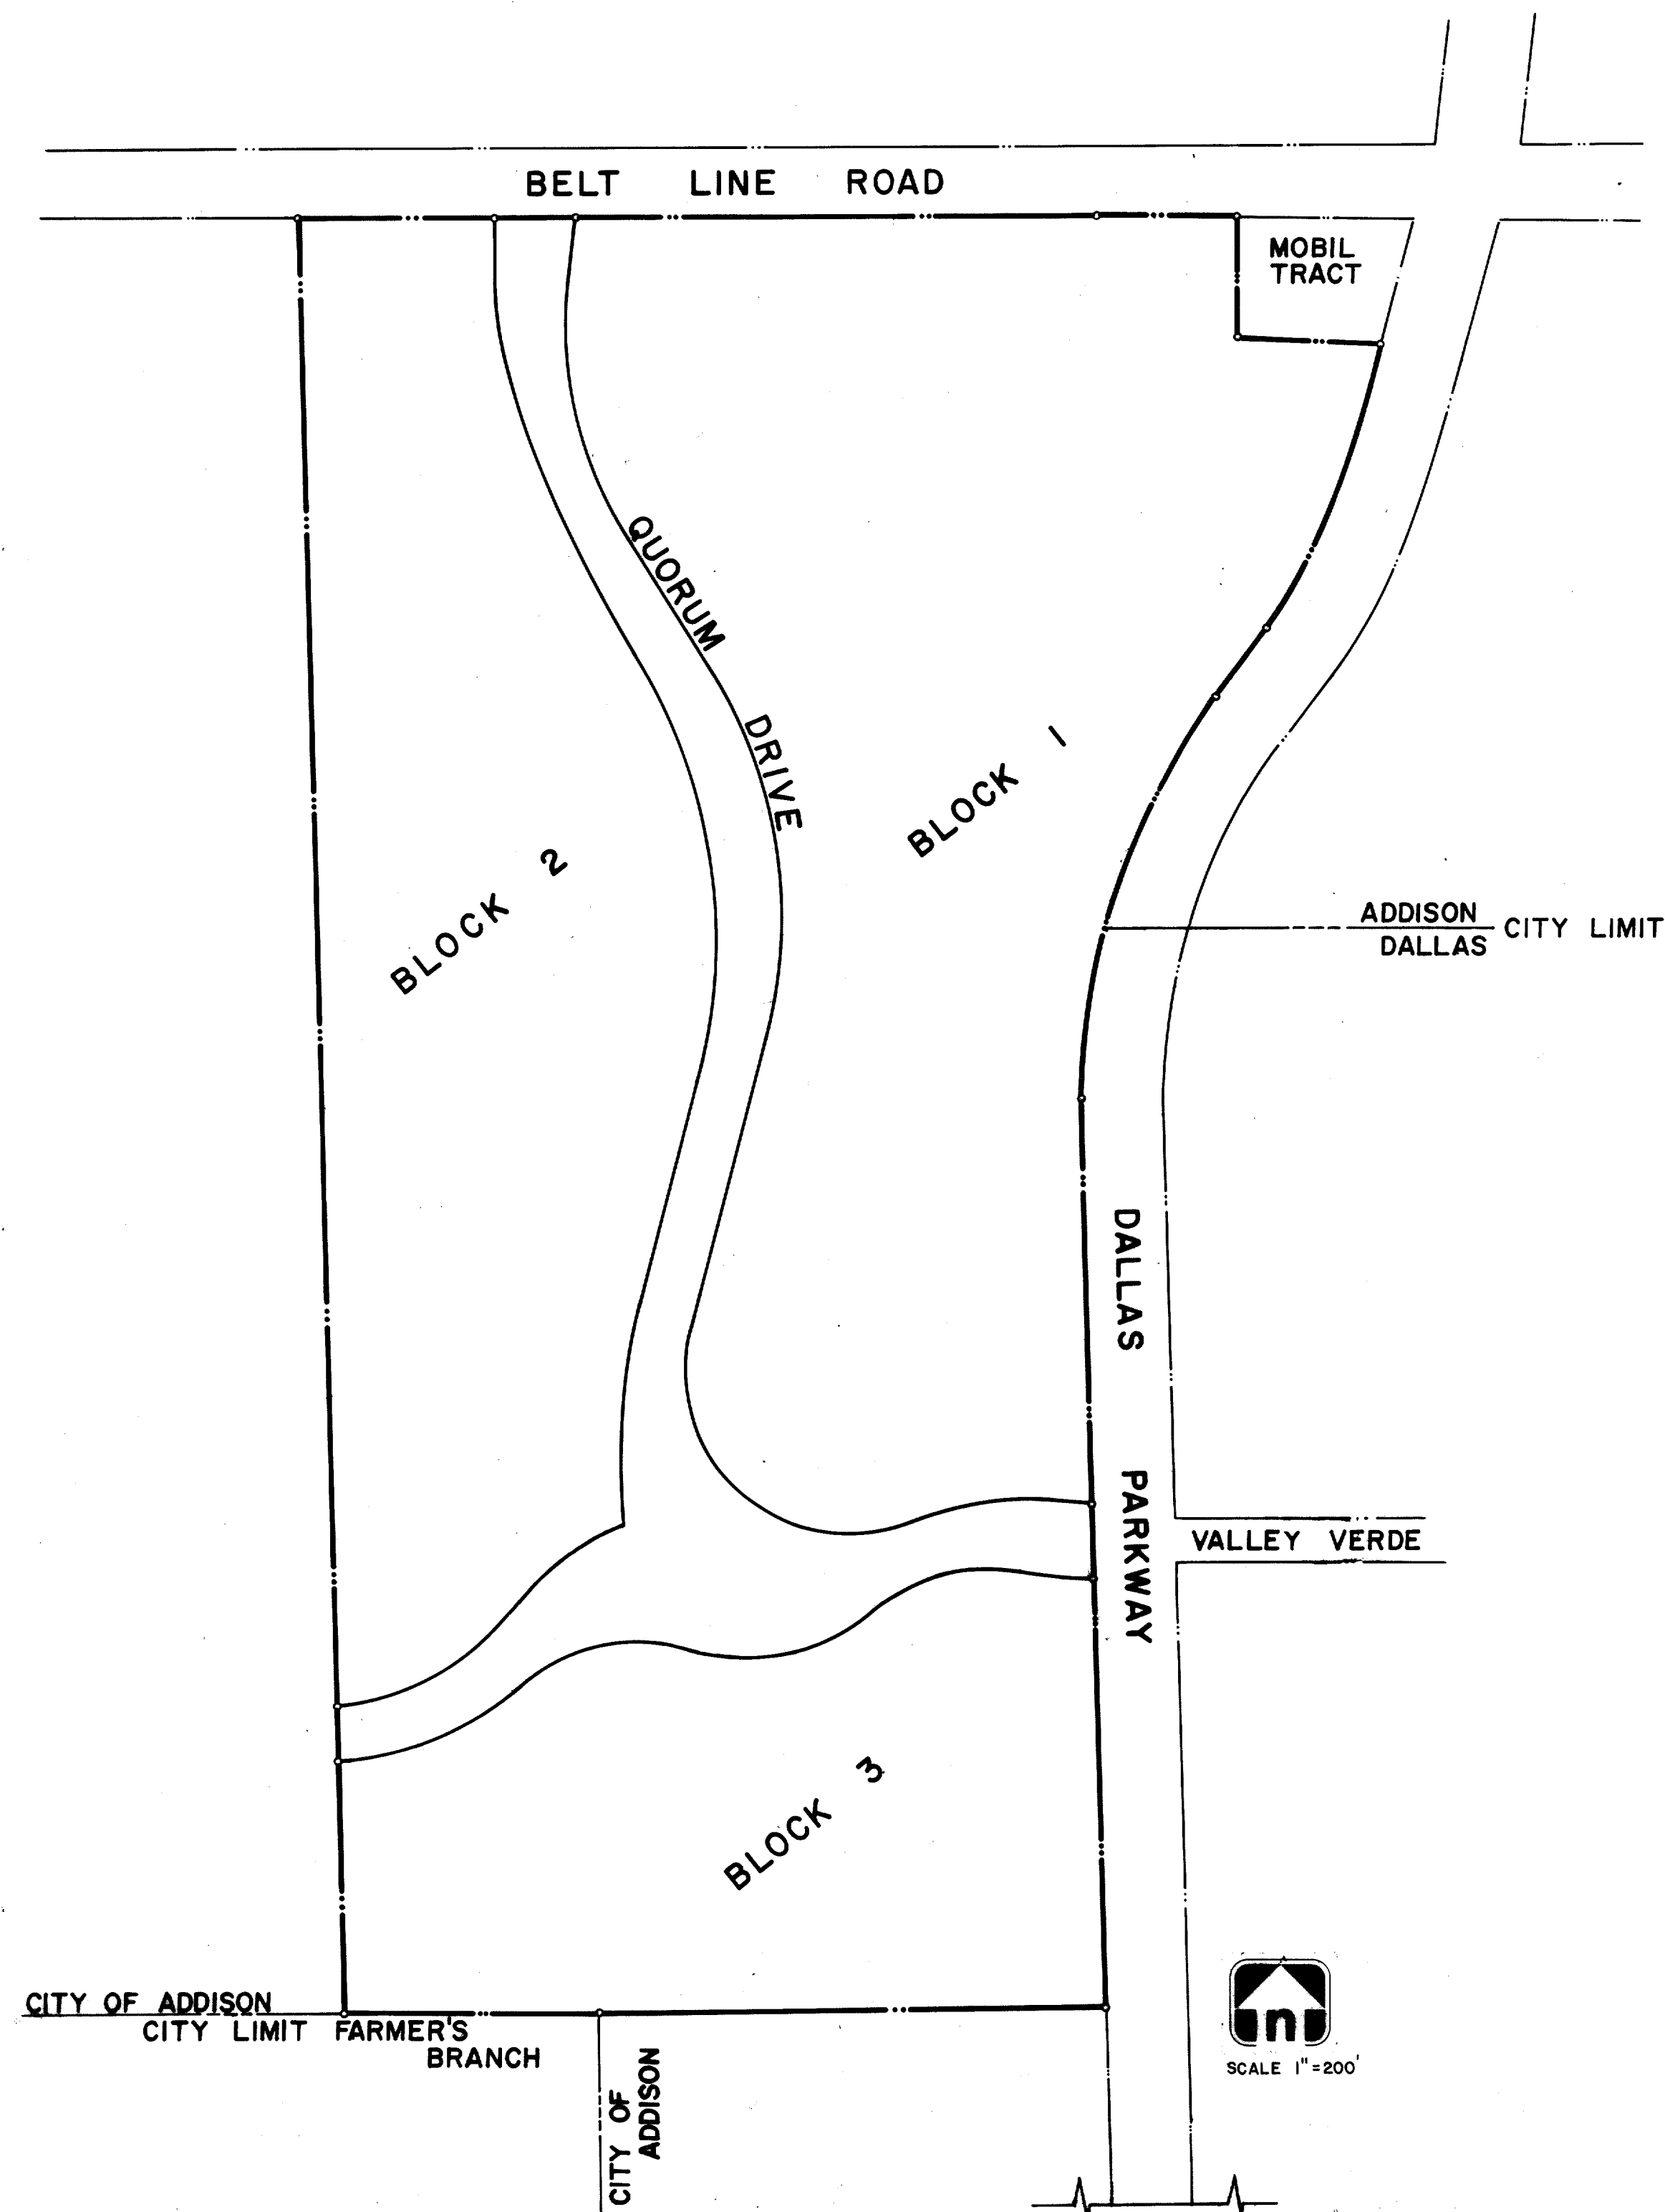 BELT LINE ROAD
MOBIL
TRACT
QUORUM DRIVE
BLOCK 1
BLOCK 2
ADDISON
DALLAS
CITY LIMIT
DALLAS PARKWAY
VALLEY VERDE
BLOCK 3
CITY OF ADDISON
CITY LIMIT FARMER'S
BRANCH
CITY OF
ADDISON
n
SCALE 1"=200'